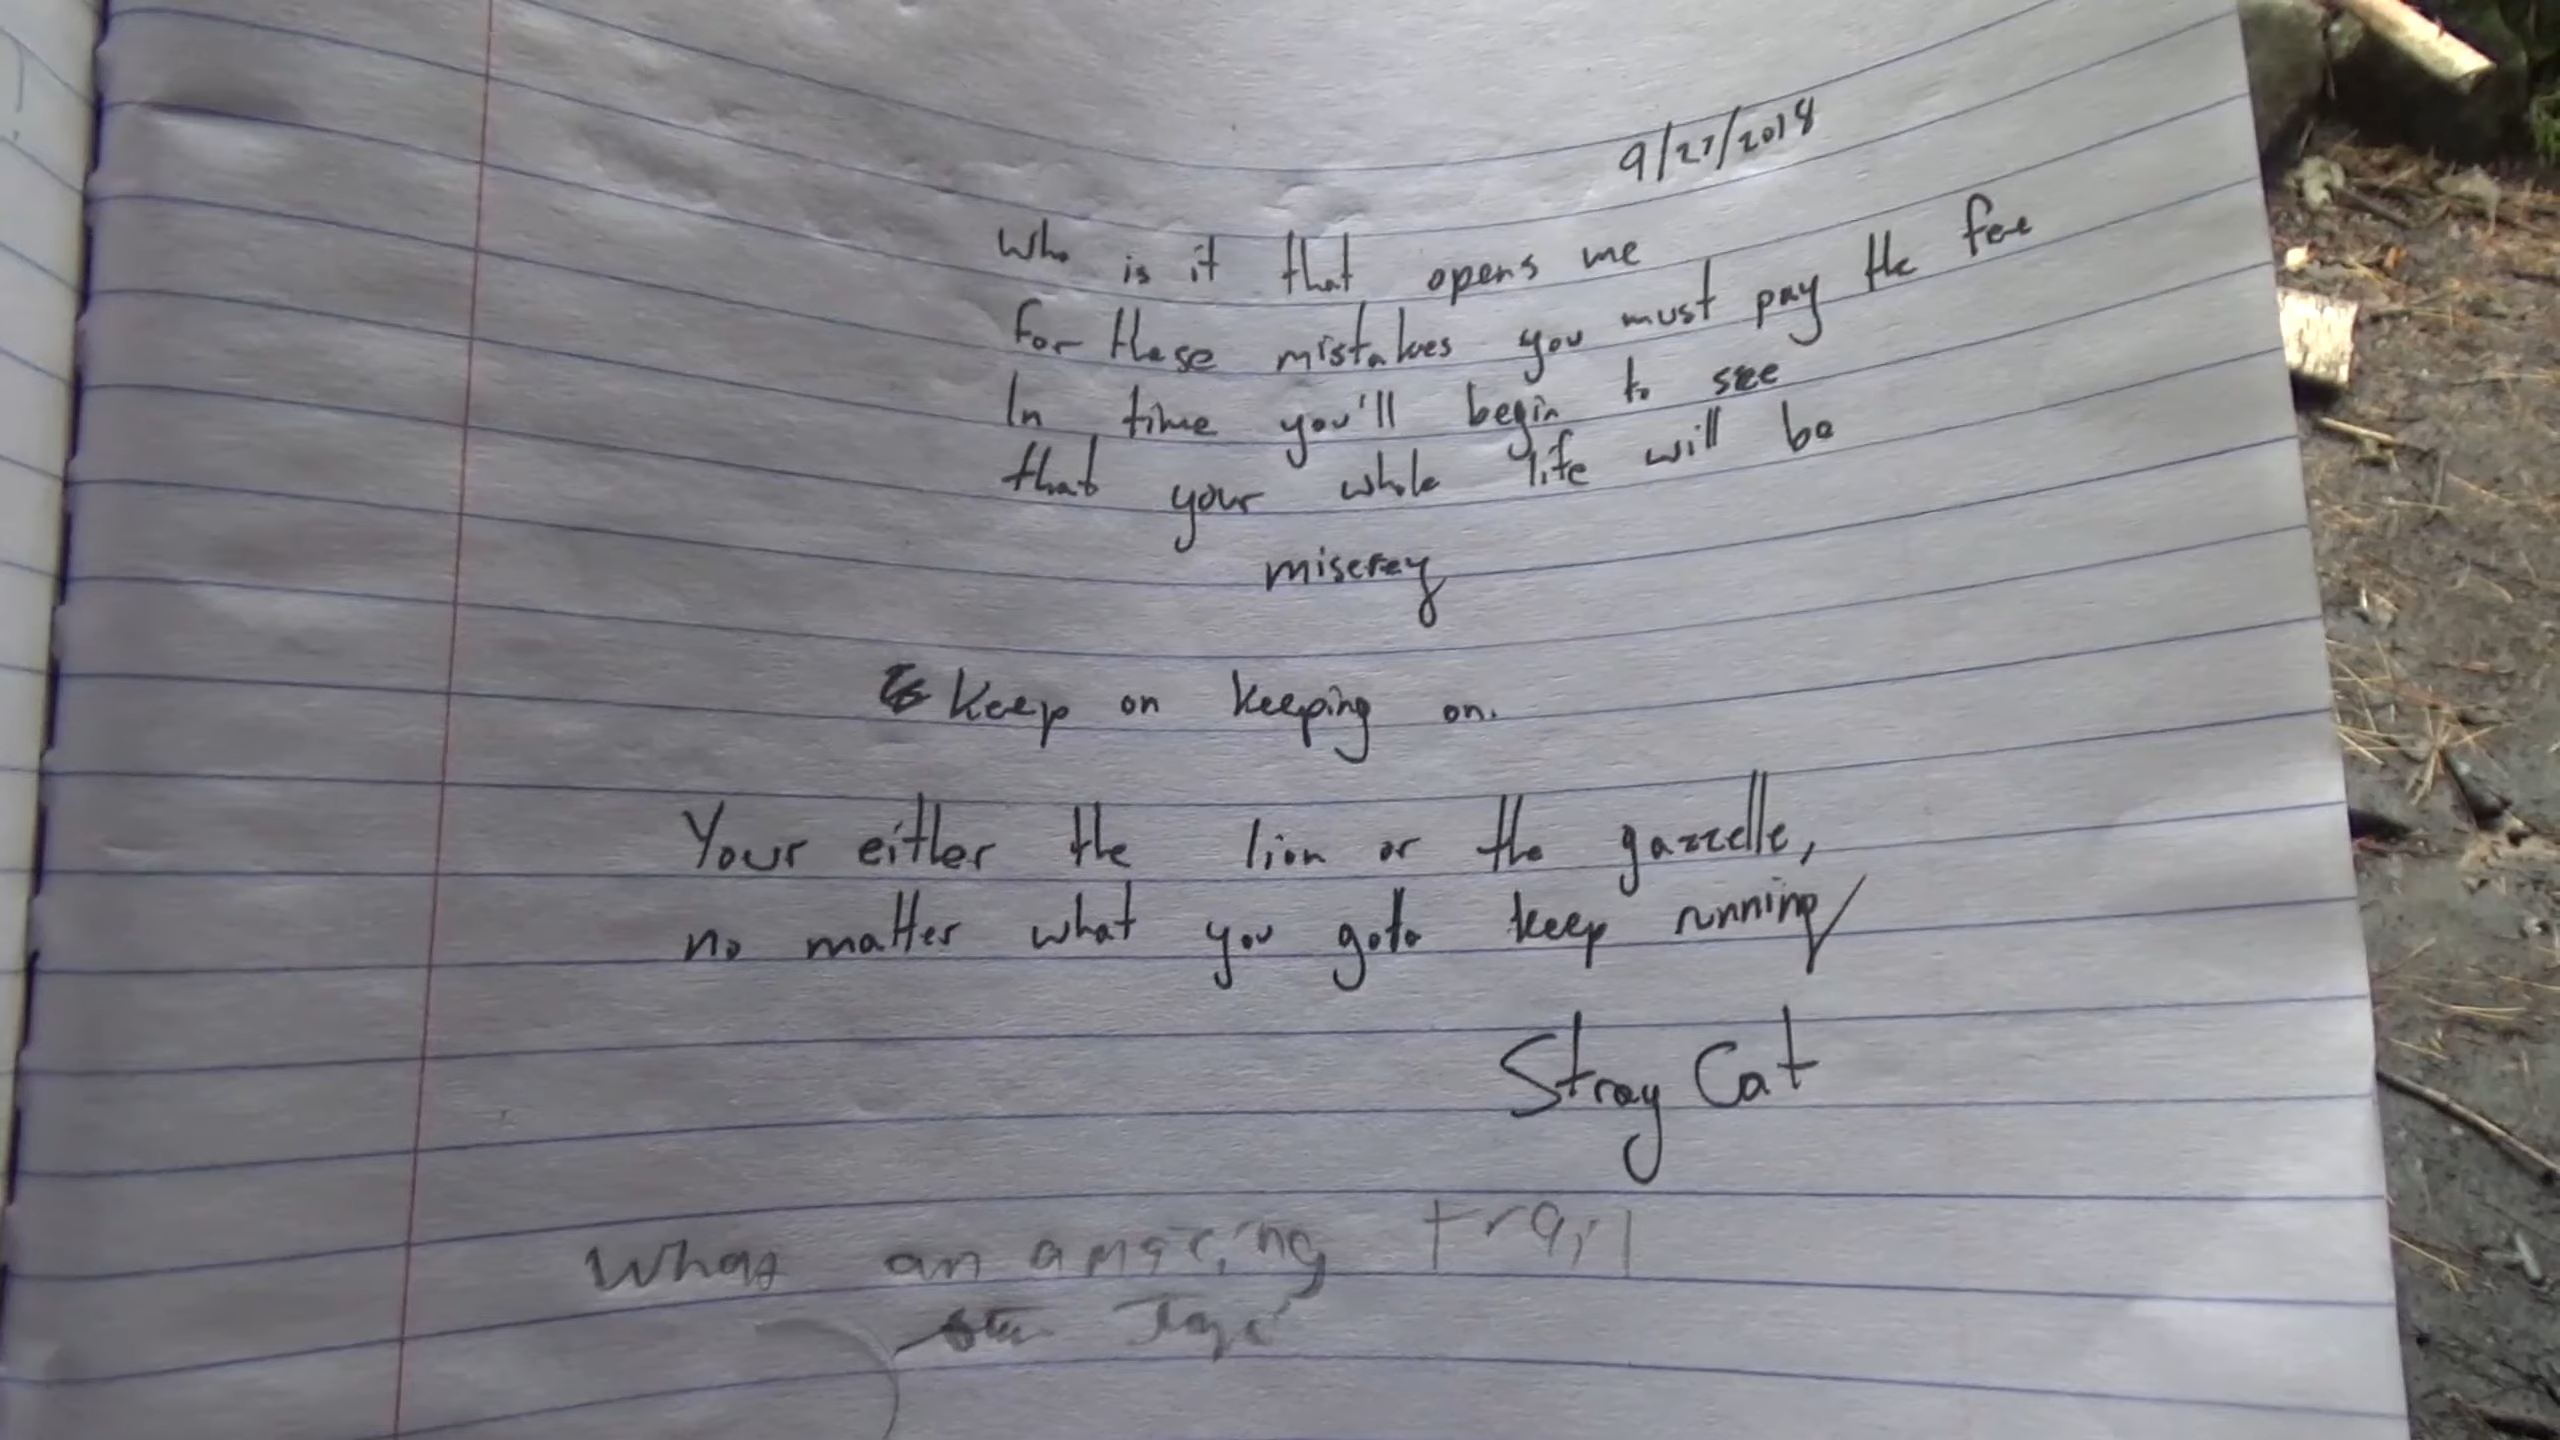 9/27/2018
Who is it that opens me
For these mistakes you must pay the fee
In time you'll begin to see
that your whole life will be
miserey
Keep on keeping on.
Your either the lion or the gazzelle,
no matter what you gota keep running
Stray Cat
What an amazing trail